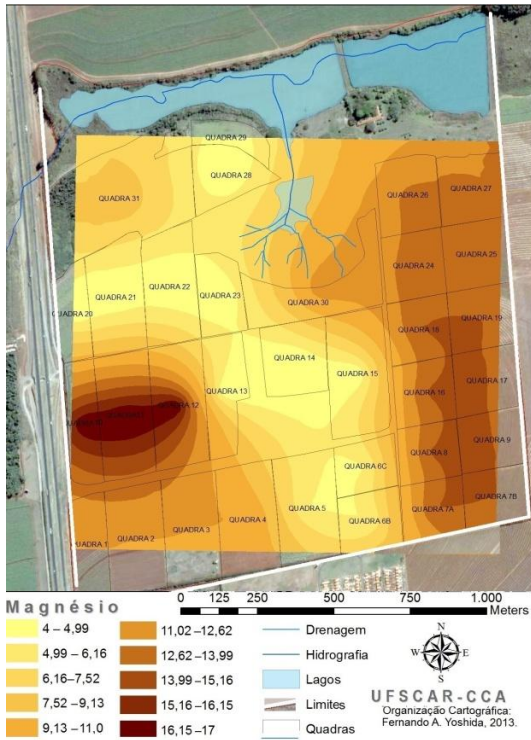 QUADRA 29
QUADRA 28
QUADRA 31
QUADRA 26
QUADRA 27
QUADRA 24
QUADRA 25
QUADRA 22
QUADRA 21
QUADRA 23
QUADRA 20
QUADRA 30
QUADRA 19
QUADRA 18
QUADRA 14
QUADRA 15
QUADRA 13
QUADRA 17
QUADRA 16
QUADRA 12
QUADRA 9
QUADRA 8
QUADRA 6C
QUADRA 7B
QUADRA 7A
QUADRA 6B
QUADRA 5
QUADRA 4
QUADRA 3
QUADRA 2
QUADRA 1
Magnésio
0 125 250 500 750 1.000
Meters
4 – 4,99
4,99 – 6,16
6,16 –7,52
7,52 –9,13
9,13 –11,0
11,02 –12,62
12,62 –13,99
13,99 –15,16
15,16 –16,15
16,15 –17
Drenagem
Hidrografia
Lagos
Limites
Quadras
N
W E
S
UFSCAR-CCA
Organização Cartográfica:
Fernando A. Yoshida, 2013.